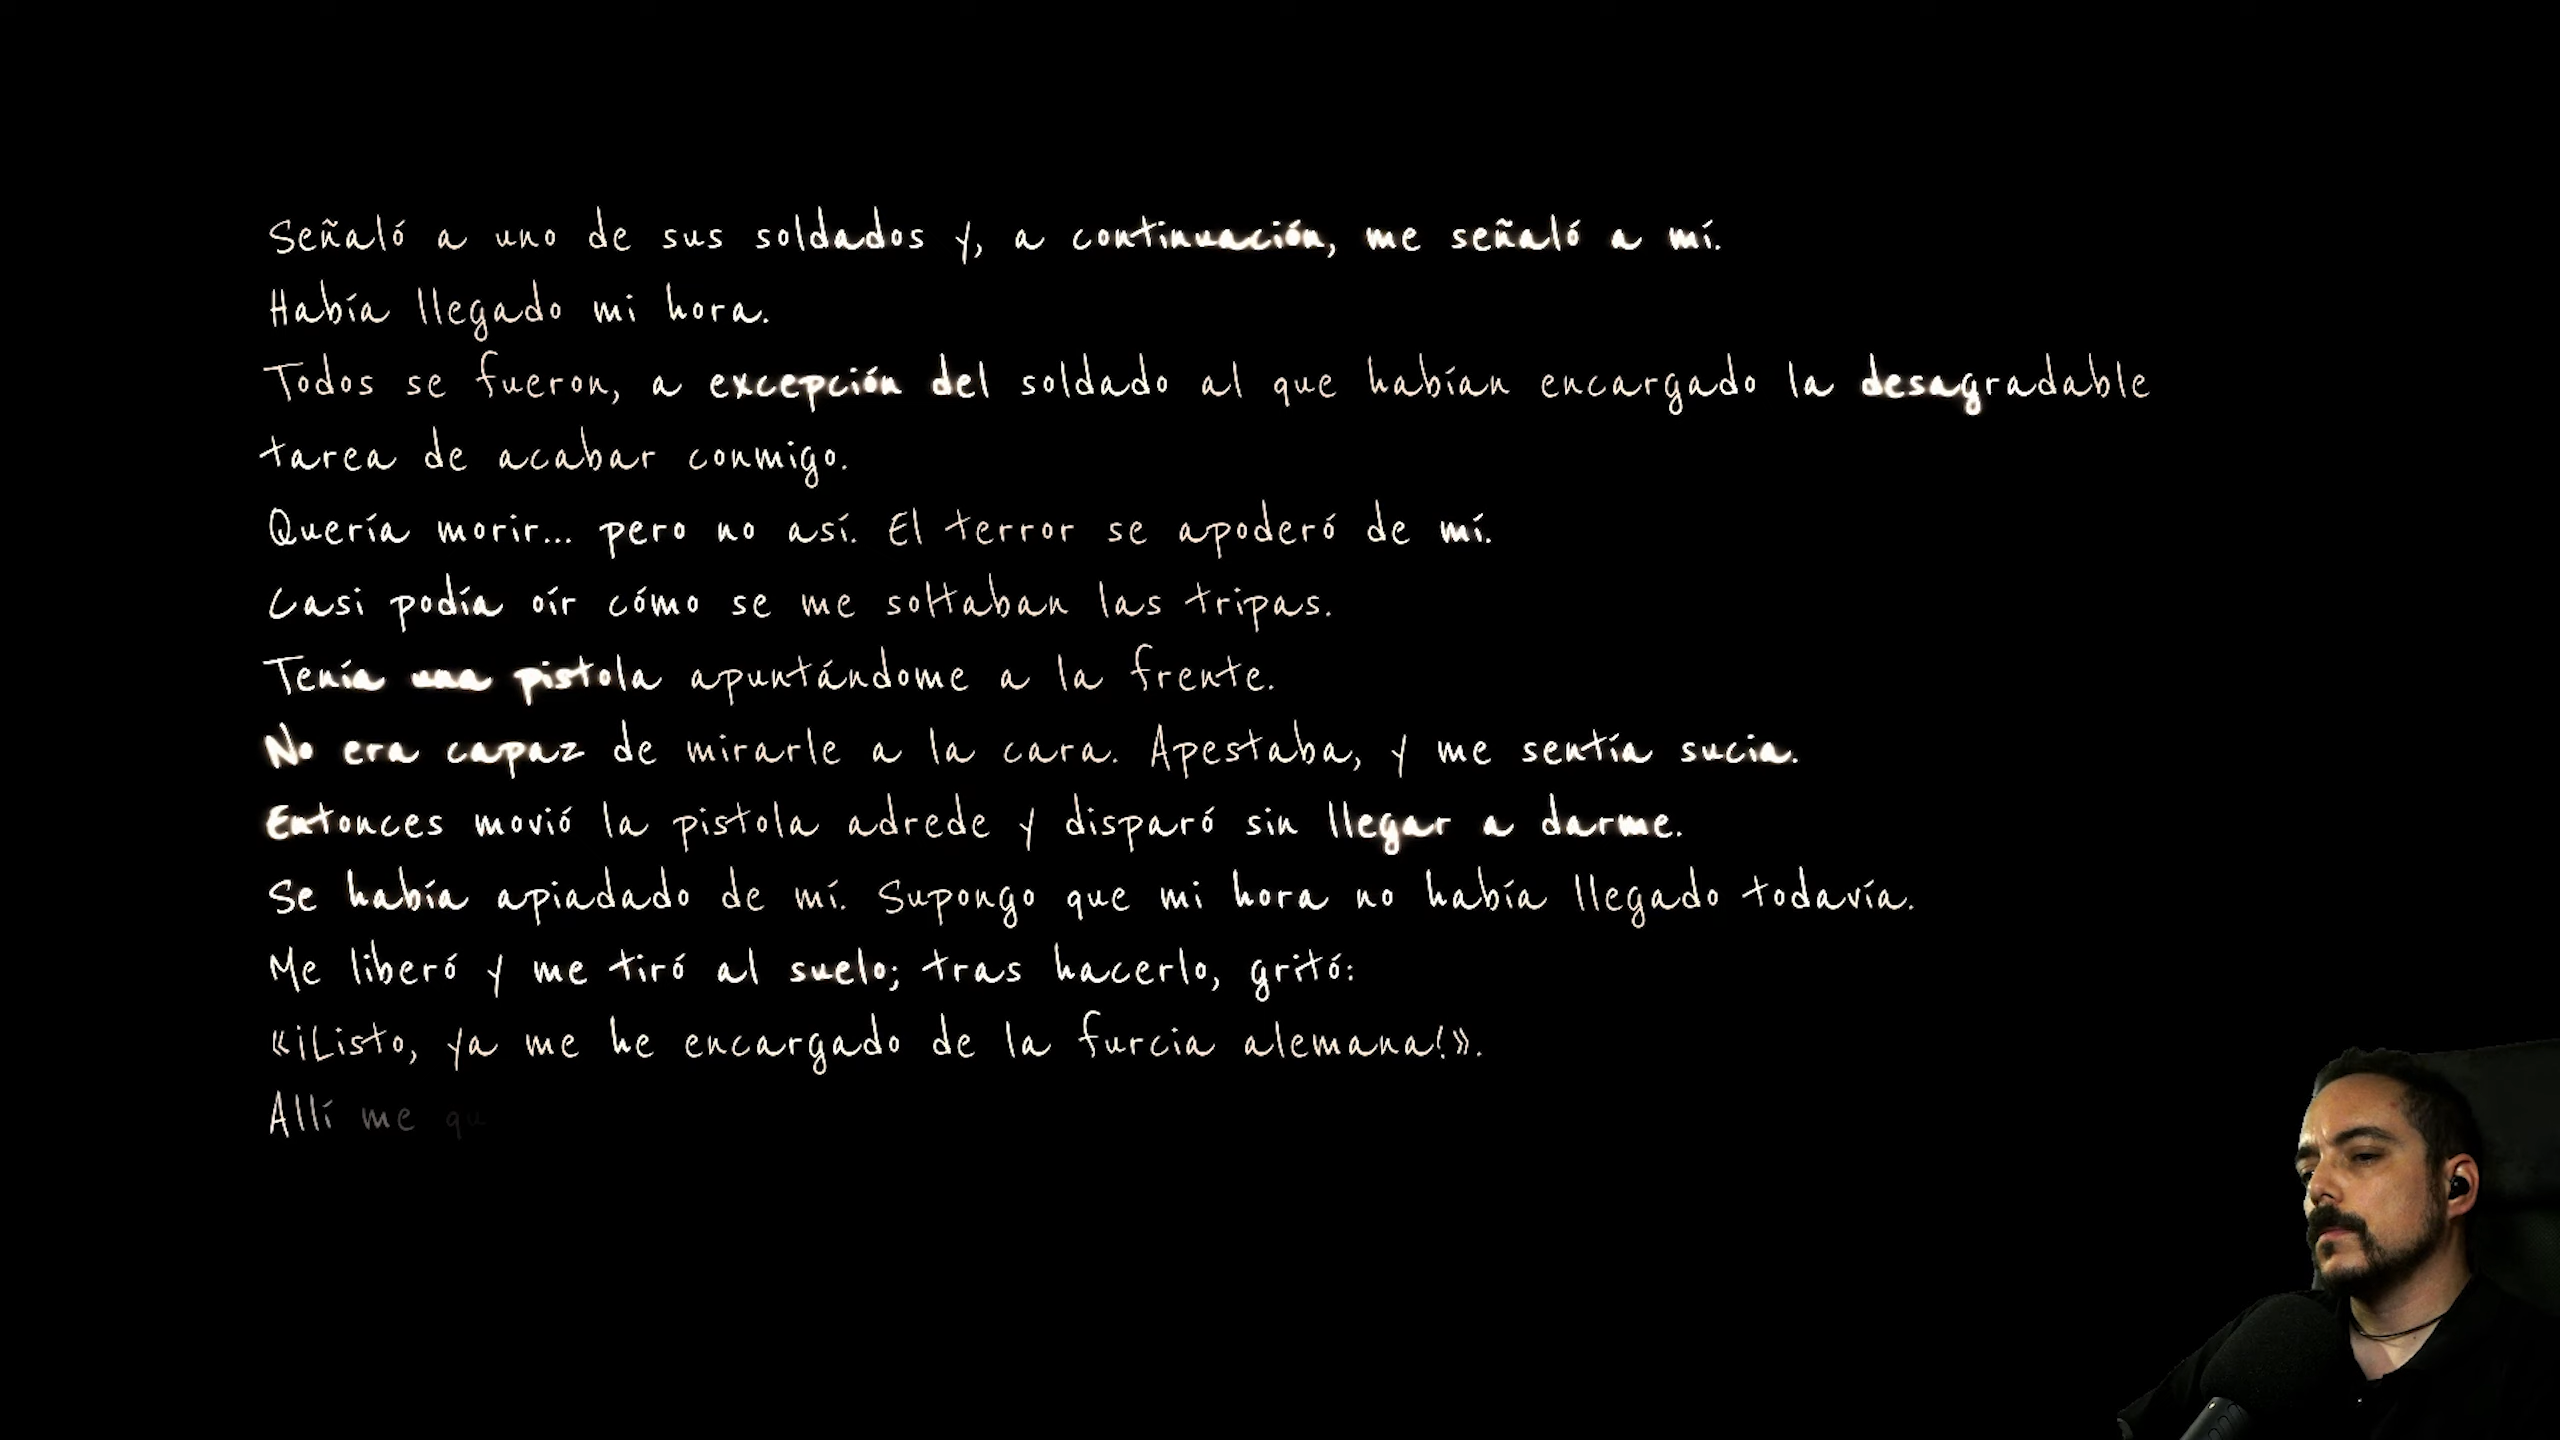 Señaló a uno de sus soldados y, a continuación, me señaló a mí.
Había llegado mi hora.
Todos se fueron, a excepción del soldado al que habían encargado la desagradable
tarea de acabar conmigo.
Quería morir... pero no así. El terror se apoderó de mí.
Casi podía oír cómo se me soltaban las tripas.
Tenía una pistola apuntándome a la frente.
No era capaz de mirarle a la cara. Apestaba, y me sentía sucia.
Entonces movió la pistola adrede y disparó sin llegar a darme.
Se había apiadado de mí. Supongo que mi hora no había llegado todavía.
Me liberó y me tiró al suelo; tras hacerlo, gritó:
«¡Listo, ya me he encargado de la furcia alemana!».
Allí me qu